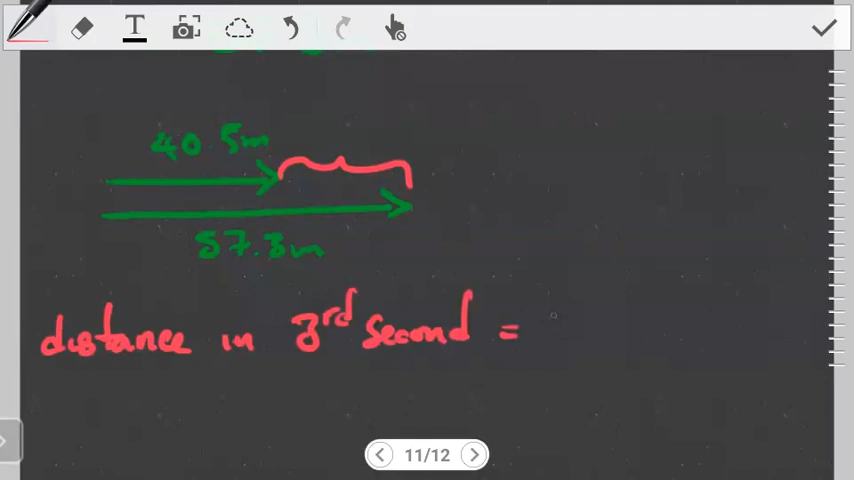 T
40.5m
57.3m
distance in 3rd second =
11/12